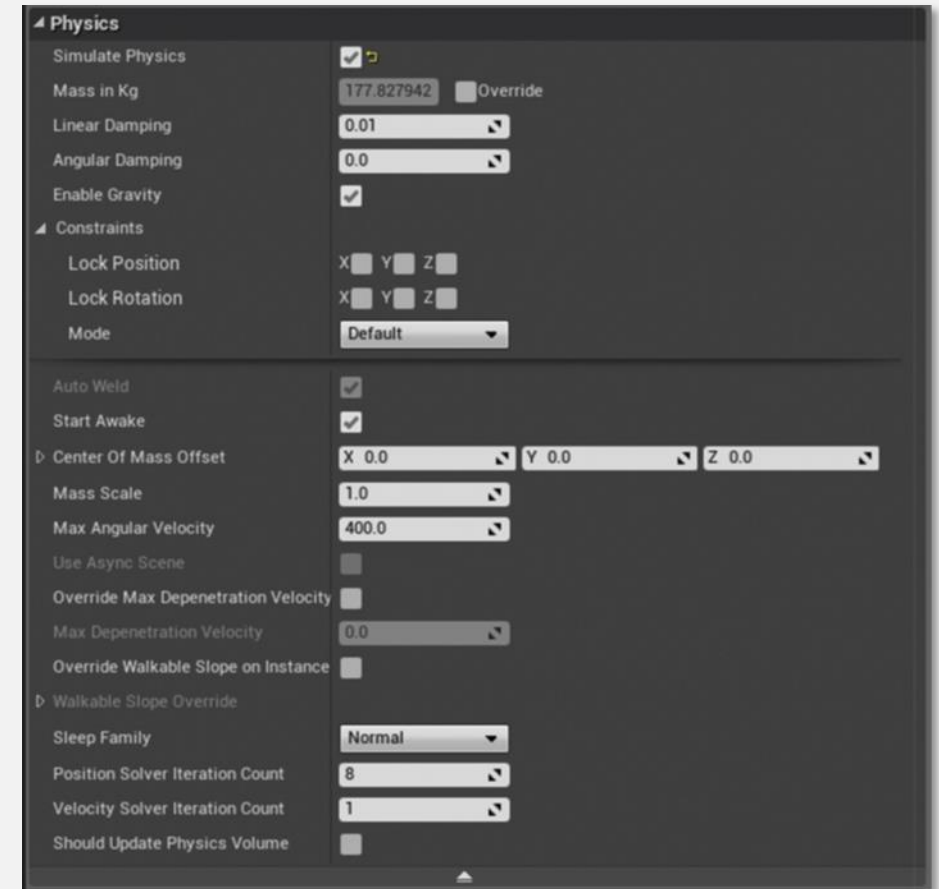 Physics
Simulate Physics
Mass in Kg 177.827942 Override
Linear Damping 0.01
Angular Damping 0.0
Enable Gravity
Constraints
Lock Position X Y Z
Lock Rotation X Y Z
Mode Default
Auto Weld
Start Awake
Center Of Mass Offset X 0.0 Y 0.0 Z 0.0
Mass Scale 1.0
Max Angular Velocity 400.0
Use Async Scene
Override Max Depenetration Velocity
Max Depenetration Velocity 0.0
Override Walkable Slope on Instance
Walkable Slope Override
Sleep Family Normal
Position Solver Iteration Count 8
Velocity Solver Iteration Count 1
Should Update Physics Volume